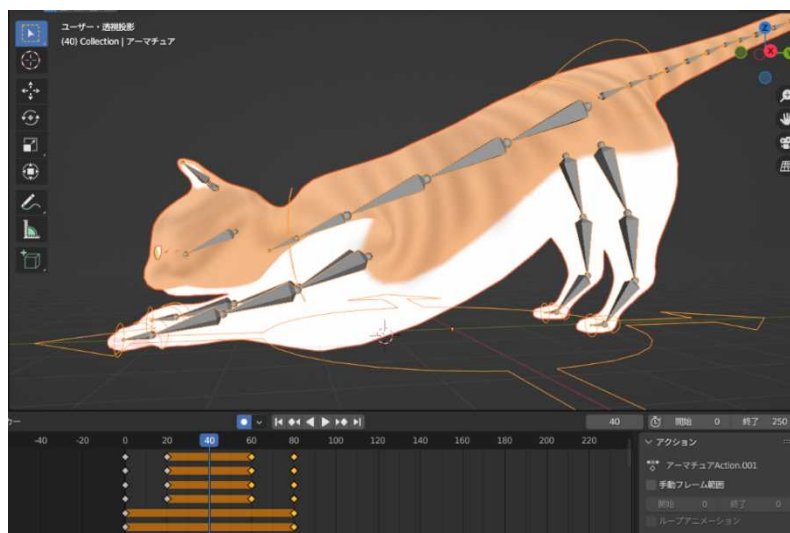 ユーザー・透視投影
(40) Collection | アーマチュア
Z
X
Y
カー
40
開始 0
終了 250
-40 -20 0 20 40 60 80 100 120 140 160 180 200 220
アクション
アーマチュアAction.001
手動フレーム範囲
開始 0 終了 0
ループアニメーション